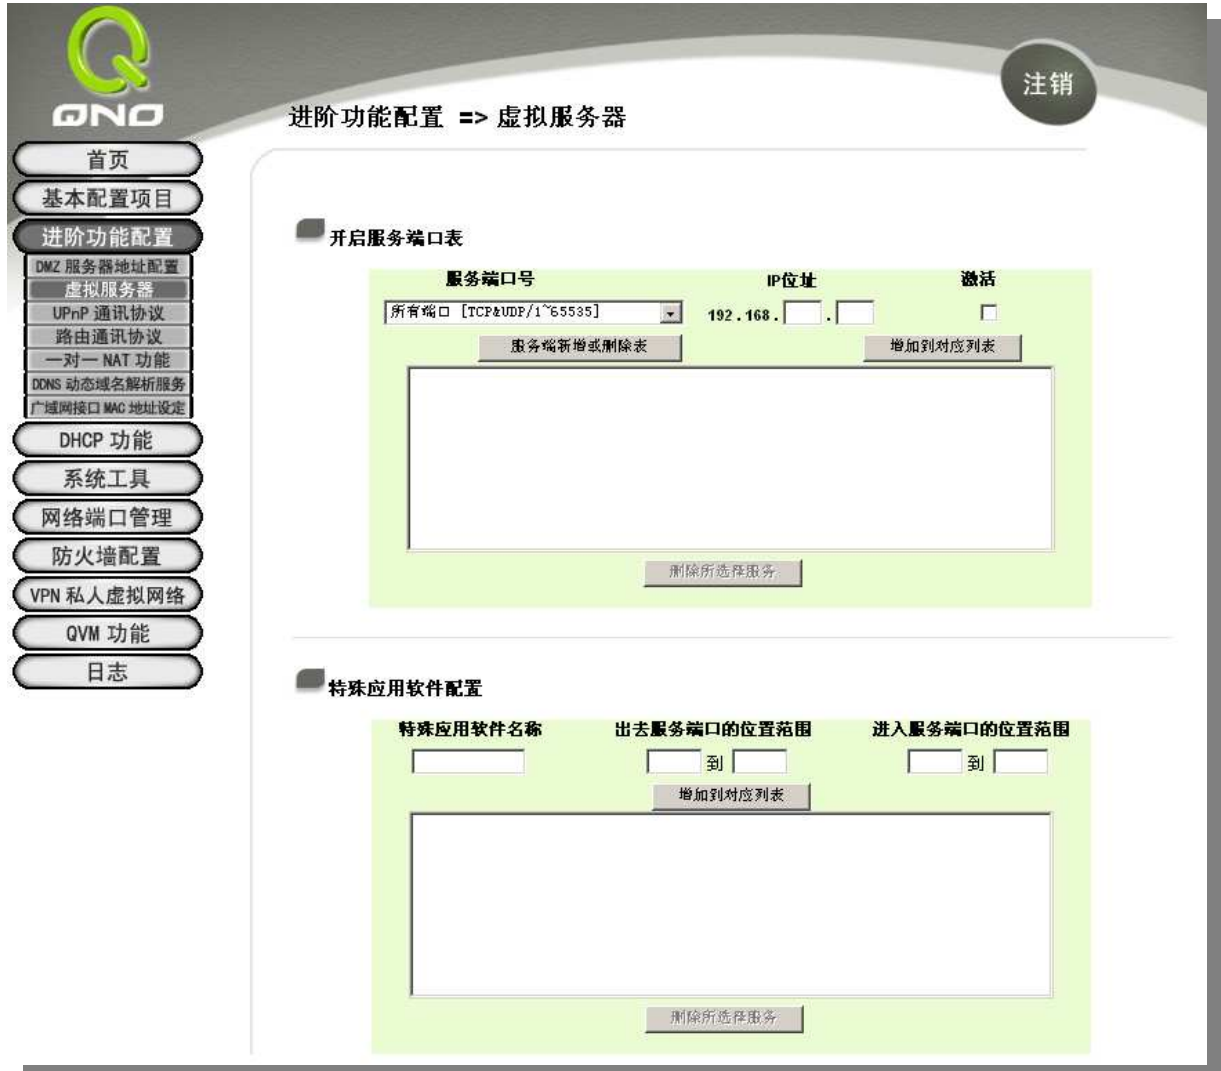 QNO
注销
进阶功能配置 => 虚拟服务器
首页
基本配置项目
进阶功能配置
DMZ 服务器地址配置
虚拟服务器
UPnP 通讯协议
路由通讯协议
一对一 NAT 功能
DDNS 动态域名解析服务
广域网接口 MAC 地址设定
DHCP 功能
系统工具
网络端口管理
防火墙配置
VPN 私人虚拟网络
QVM 功能
日志
开启服务端口表
服务端口号 IP位址 激活
所有端口 [TCP&UDP/1~65535] 192.168. .
服务端新增或删除表 增加到对应列表
删除所选择服务
特殊应用软件配置
特殊应用软件名称 出去服务端口的位置范围 进入服务端口的位置范围
到 到
增加到对应列表
删除所选择服务